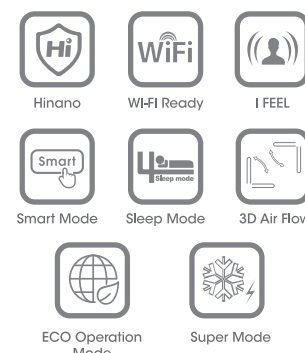 Hi
WiFi
Hinano
WI-FI Ready
I FEEL
Smart
4 Sleep mode
Smart Mode
Sleep Mode
3D Air Flow
ECO Operation
Mode
Super Mode